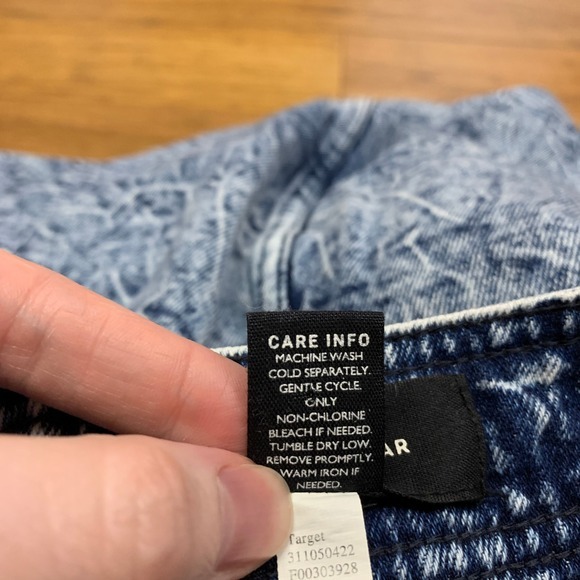 CARE INFO
MACHINE WASH
COLD SEPARATELY.
GENTLE CYCLE.
ONLY
NON-CHLORINE
BLEACH IF NEEDED.
TUMBLE DRY LOW.
REMOVE PROMPTLY.
WARM IRON IF
NEEDED.
AR
Target
311050422
F00303928